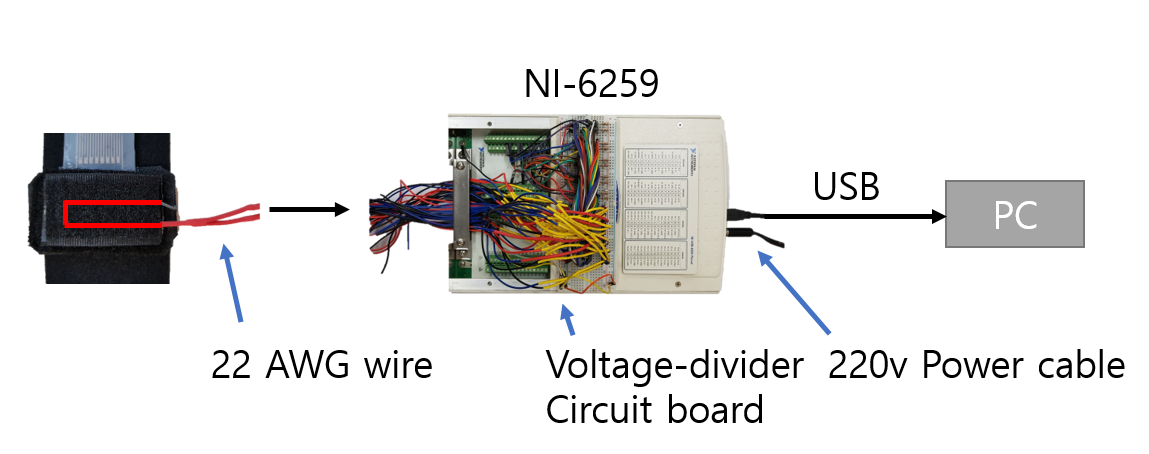 NI-6259
USB
PC
22 AWG wire
Voltage-divider
Circuit board
220v Power cable